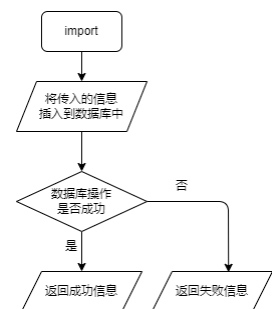 import
将传入的信息
插入到数据库中
数据库操作
是否成功
否
是
返回成功信息
返回失败信息